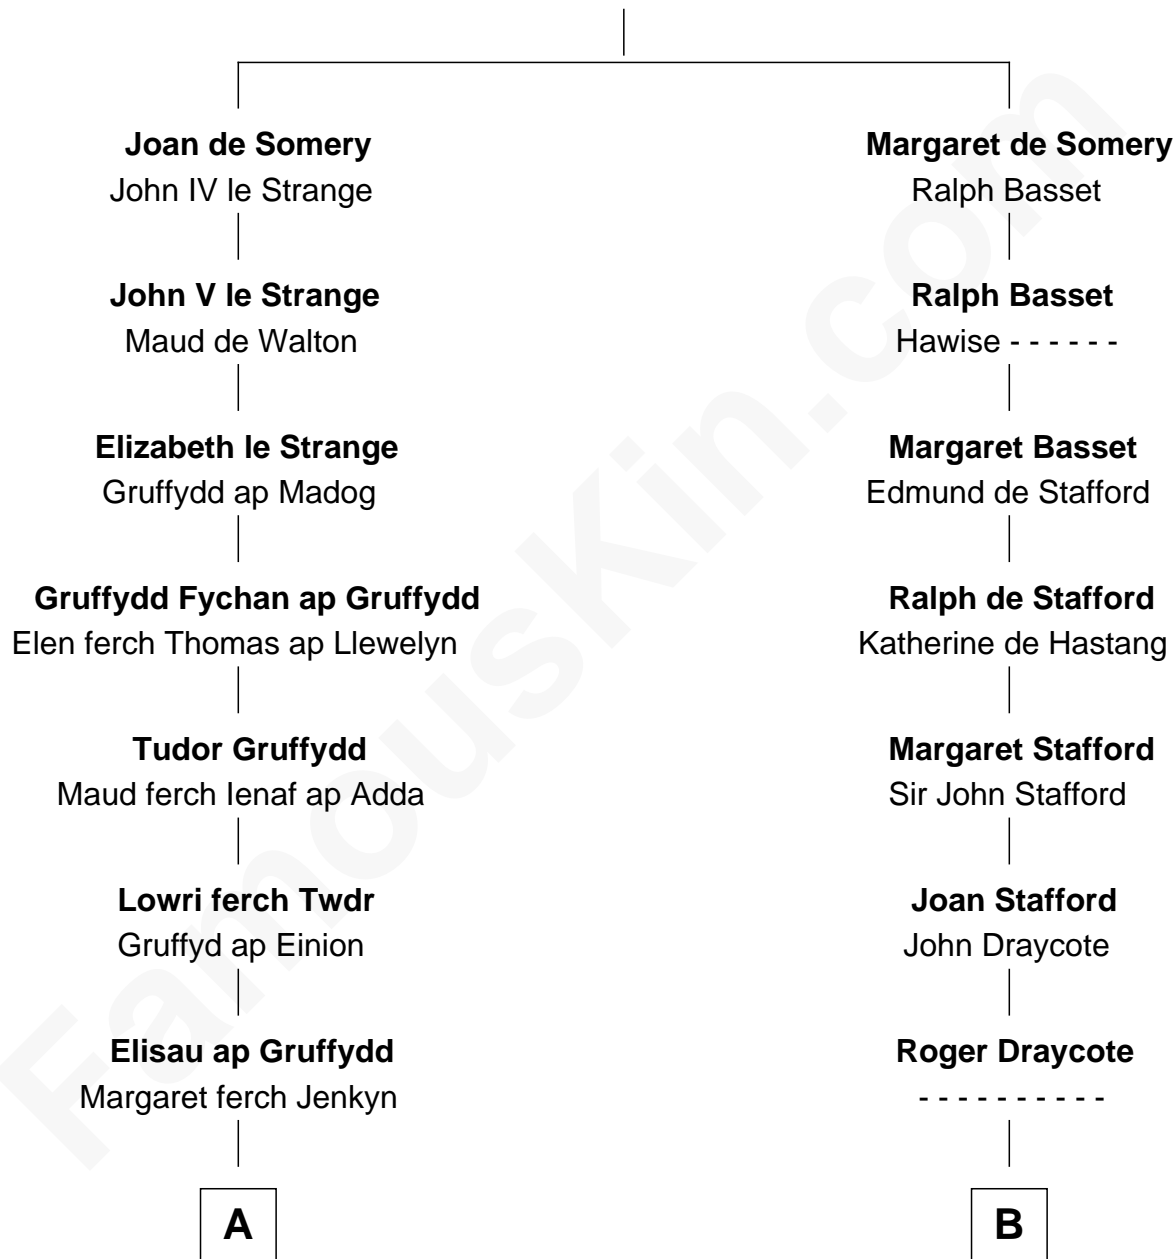 Joan de Somery
John IV le Strange
John V le Strange
Maud de Walton
Elizabeth le Strange
Gruffydd ap Madog
Gruffydd Fychan ap Gruffydd
Elen ferch Thomas ap Llewelyn
Tudor Gruffydd
Maud ferch Ienaf ap Adda
Lowri ferch Twdr
Gruffyd ap Einion
Elisau ap Gruffydd
Margaret ferch Jenkyn
A
Margaret de Somery
Ralph Basset
Ralph Basset
Hawise - - - - - -
Margaret Basset
Edmund de Stafford
Ralph de Stafford
Katherine de Hastang
Margaret Stafford
Sir John Stafford
Joan Stafford
John Draycote
Roger Draycote
- - - - - - - - - -
B
FamousKin.com